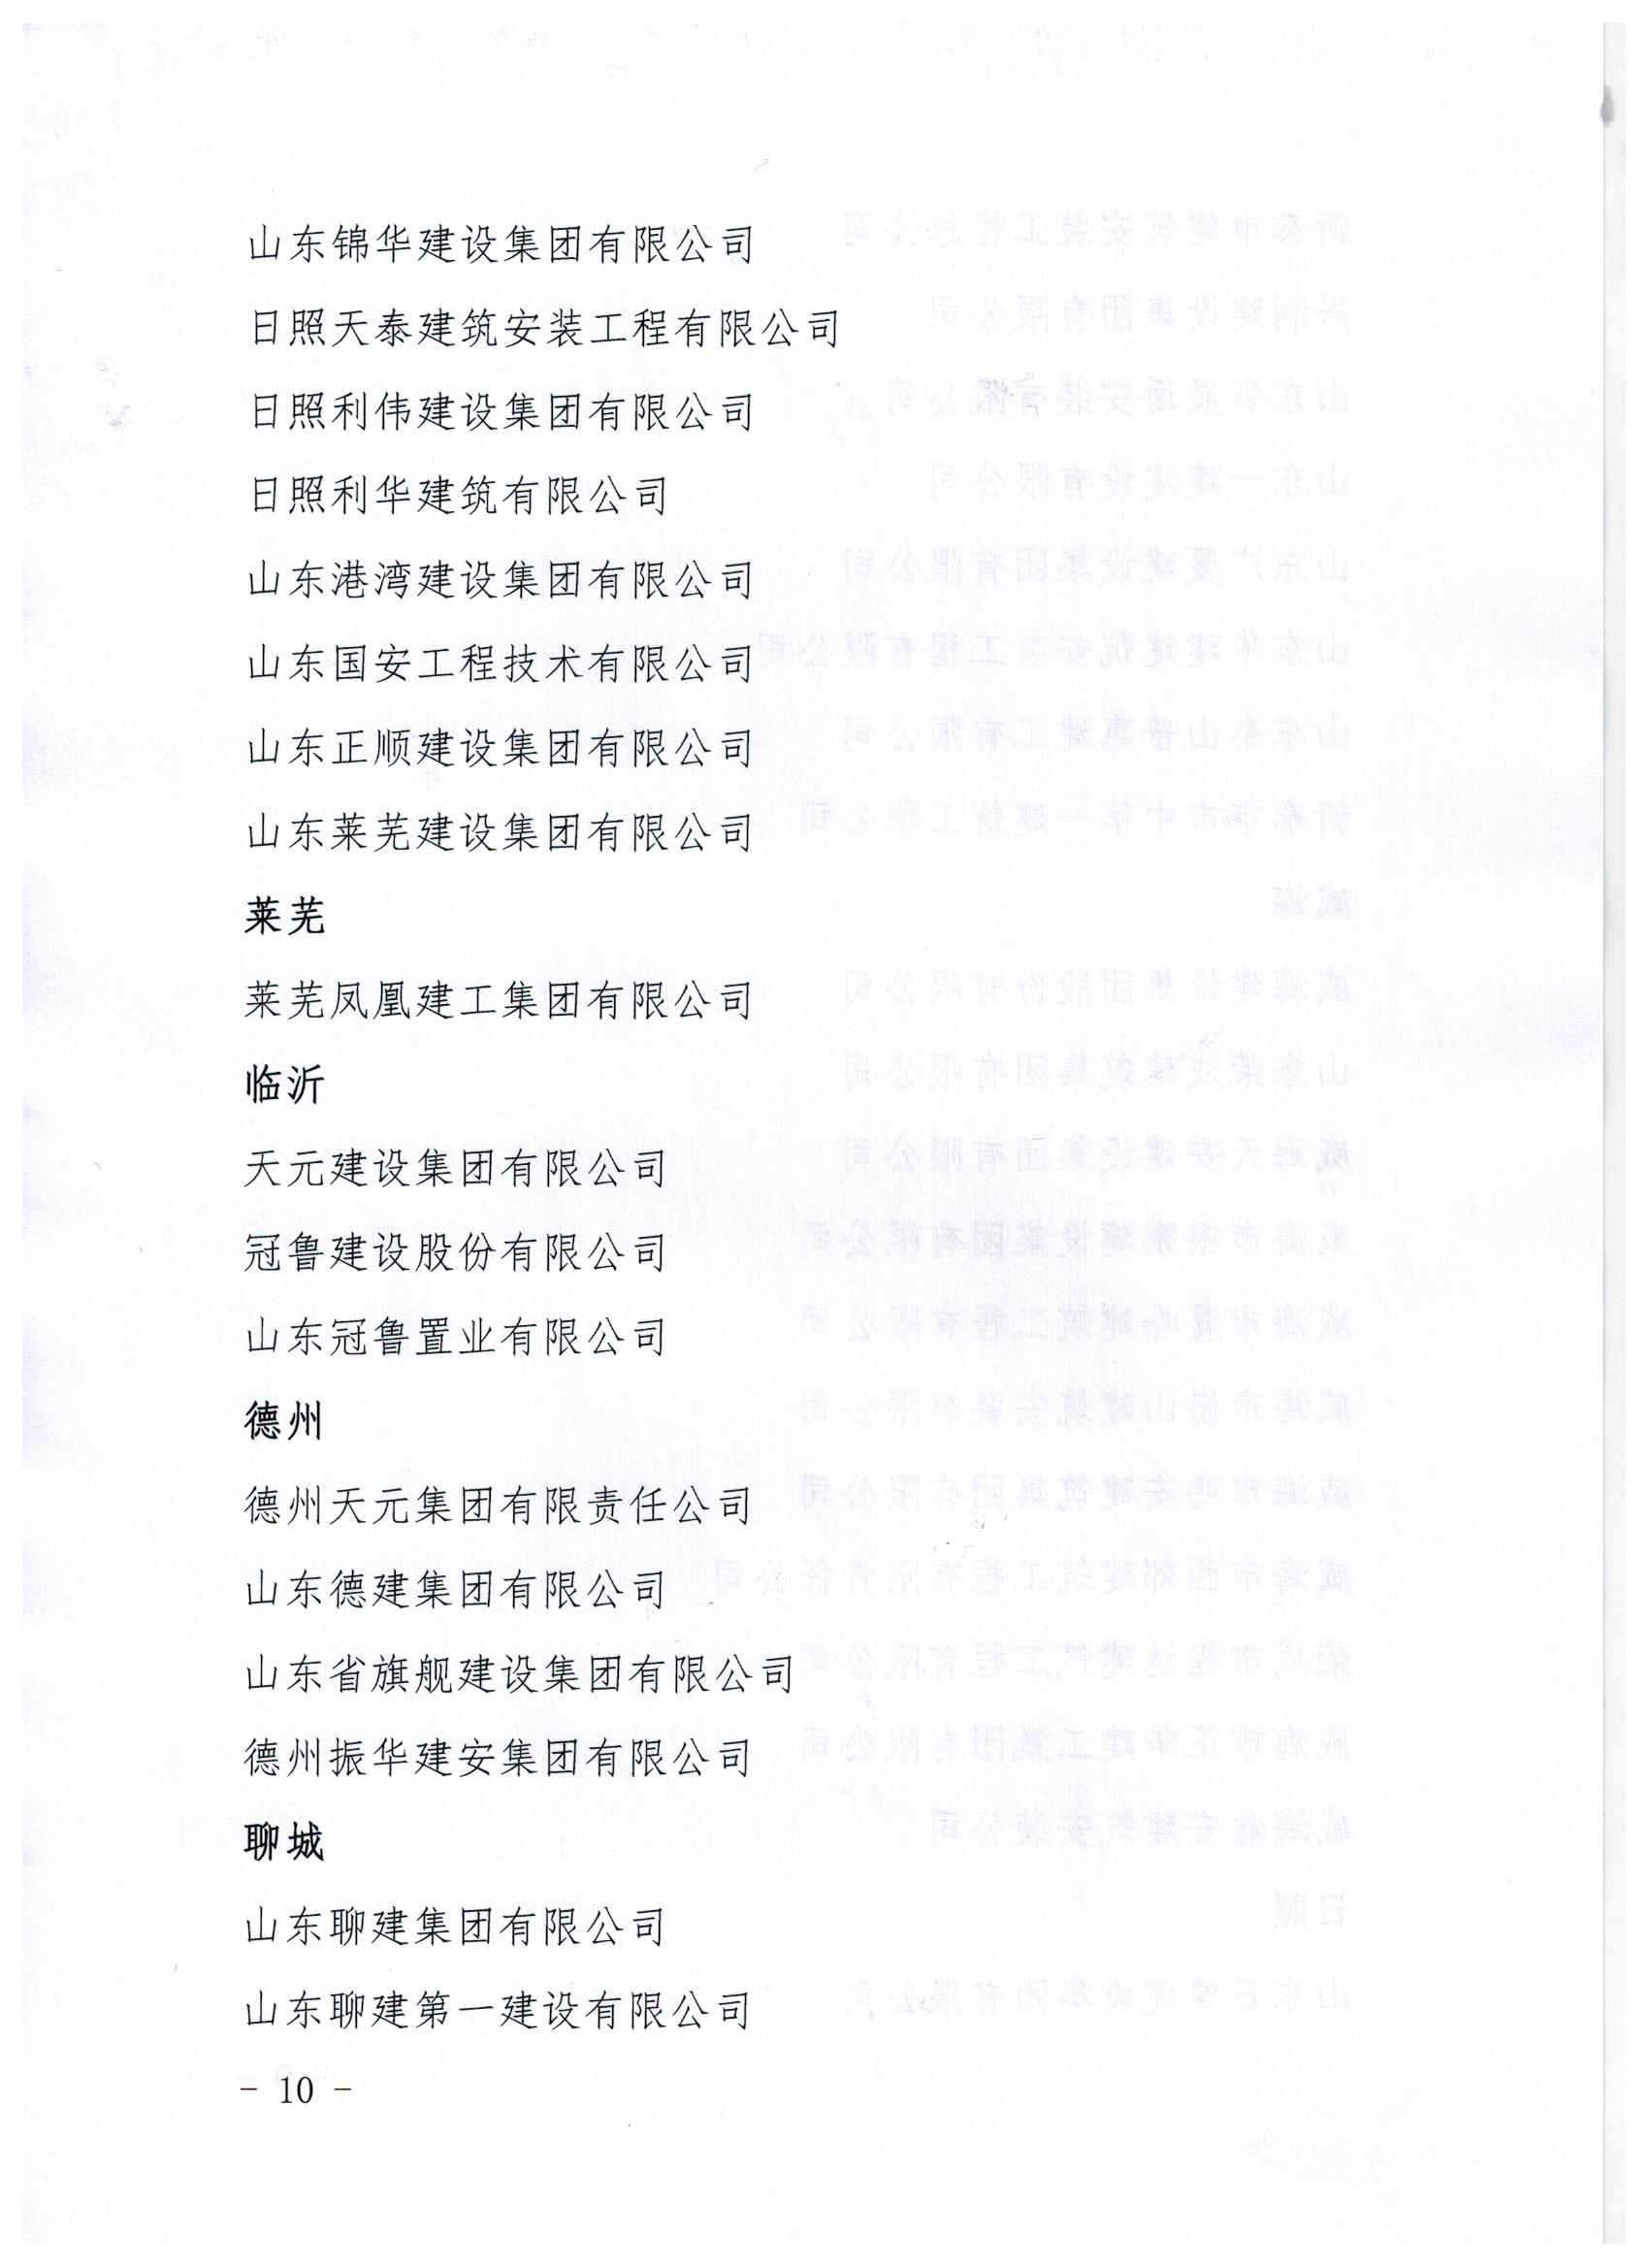 山东锦华建设集团有限公司
日照天泰建筑安装工程有限公司
日照利伟建设集团有限公司
日照利华建筑有限公司
山东港湾建设集团有限公司
山东国安工程技术有限公司
山东正顺建设集团有限公司
山东莱芜建设集团有限公司
莱芜
莱芜凤凰建工集团有限公司
临沂
天元建设集团有限公司
冠鲁建设股份有限公司
山东冠鲁置业有限公司
德州
德州天元集团有限责任公司
山东德建集团有限公司
山东省旗舰建设集团有限公司
德州振华建安集团有限公司
聊城
山东聊建集团有限公司
山东聊建第一建设有限公司
- 10 -